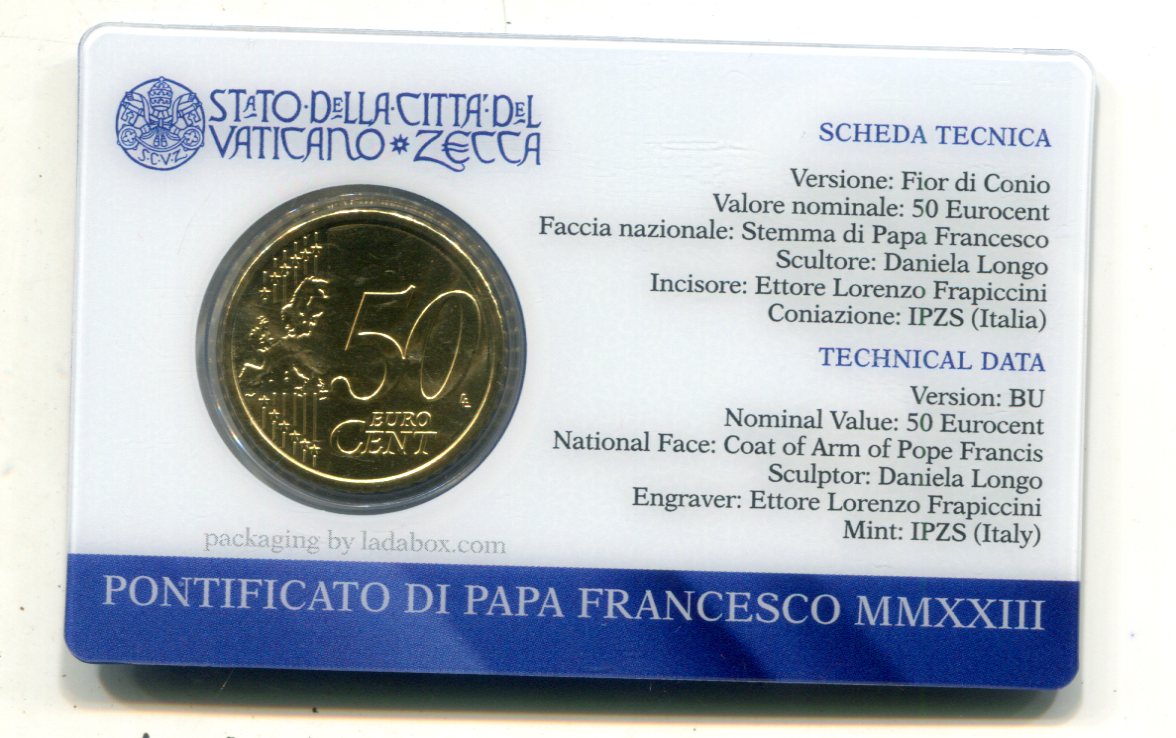 STATO·DELLA·CITTÀ·DEL
VATICANO * ZECCA
S.C.V.Z.
50
EURO
CENT
packaging by ladabox.com
SCHEDA TECNICA
Versione: Fior di Conio
Valore nominale: 50 Eurocent
Faccia nazionale: Stemma di Papa Francesco
Scultore: Daniela Longo
Incisore: Ettore Lorenzo Frapiccini
Coniazione: IPZS (Italia)
TECHNICAL DATA
Version: BU
Nominal Value: 50 Eurocent
National Face: Coat of Arm of Pope Francis
Sculptor: Daniela Longo
Engraver: Ettore Lorenzo Frapiccini
Mint: IPZS (Italy)
PONTIFICATO DI PAPA FRANCESCO MMXXIII